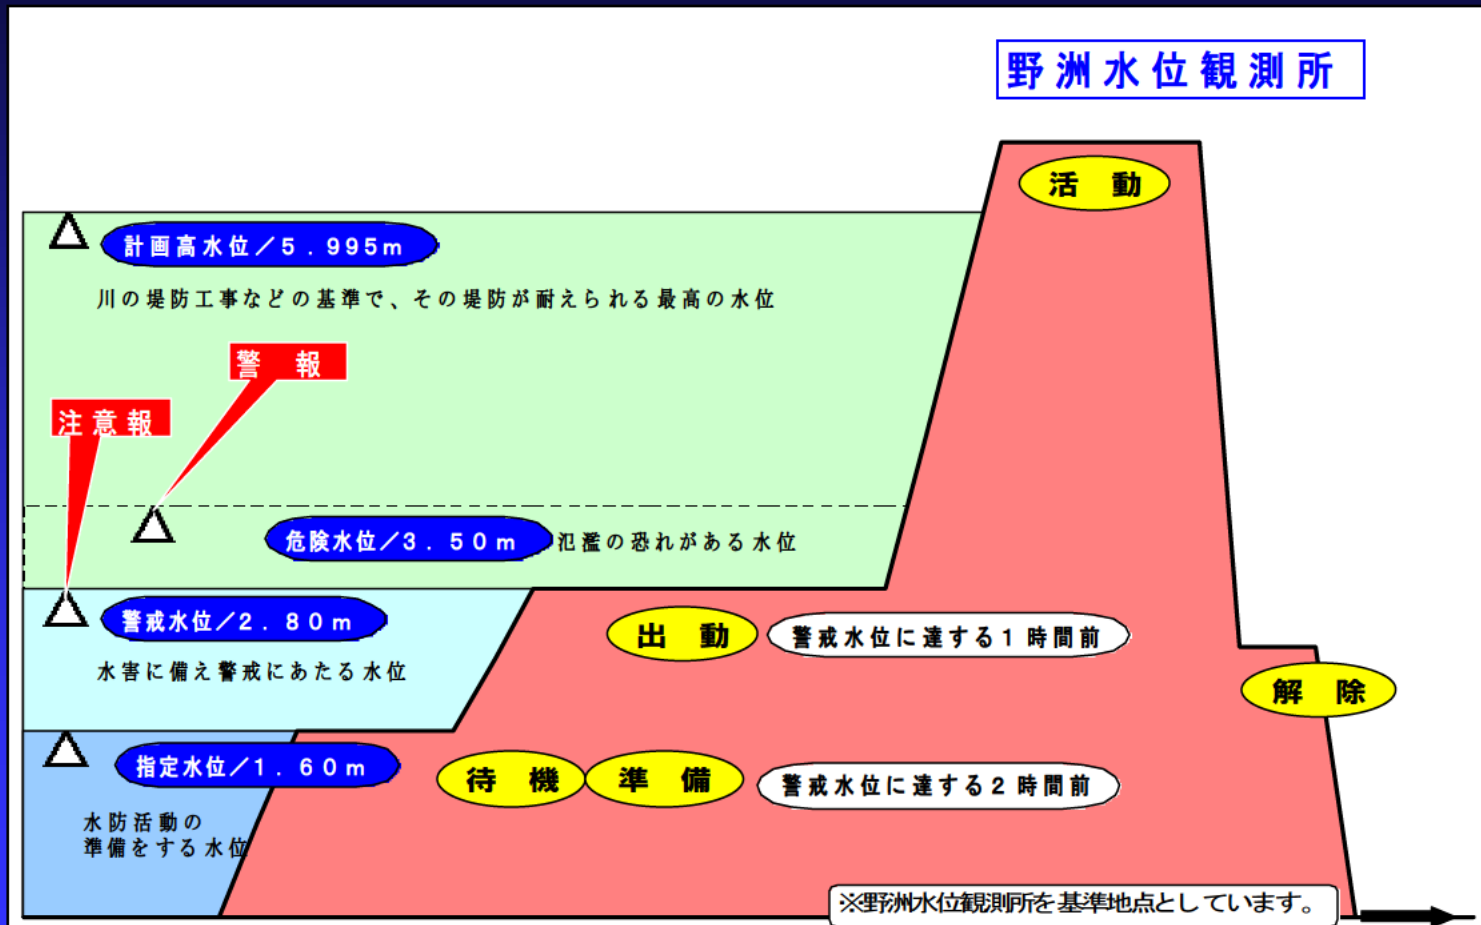 野洲水位観測所
活　動
計画高水位／５．９９５ｍ
川の堤防工事などの基準で、その堤防が耐えられる最高の水位
警　報
注意報
危険水位／３．５０ｍ
氾濫の恐れがある水位
警戒水位／２．８０ｍ
出　動
警戒水位に達する１時間前
水害に備え警戒にあたる水位
解　除
指定水位／１．６０ｍ
待　機
準　備
警戒水位に達する２時間前
水防活動の
準備をする水位
※野洲水位観測所を基準地点としています。